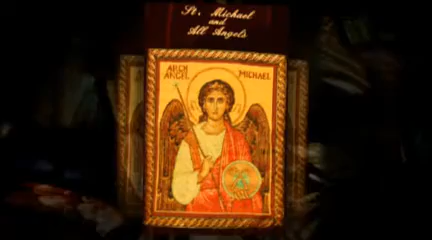 St. Michael
and
All Angels
ARCH MICHAEL
ANGEL